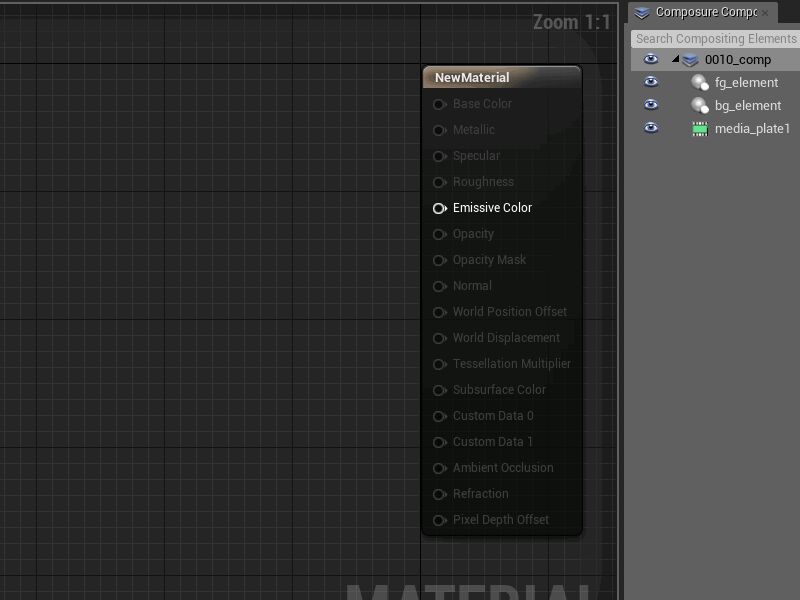 Zoom 1:1
NewMaterial
Base Color
Metallic
Specular
Roughness
Emissive Color
Opacity
Opacity Mask
Normal
World Position Offset
World Displacement
Tessellation Multiplier
Subsurface Color
Custom Data 0
Custom Data 1
Ambient Occlusion
Refraction
Pixel Depth Offset
MATERIAL
Composure Compo
Search Compositing Elements
0010_comp
fg_element
bg_element
media_plate1